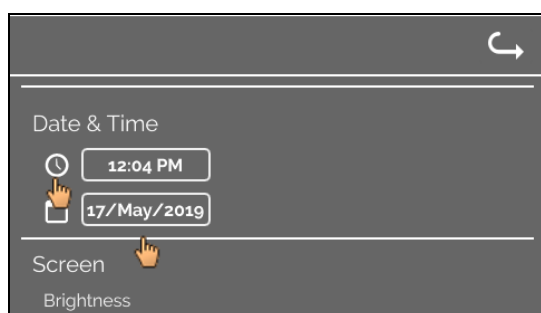 Date & Time
12:04 PM
17/May/2019
Screen
Brightness